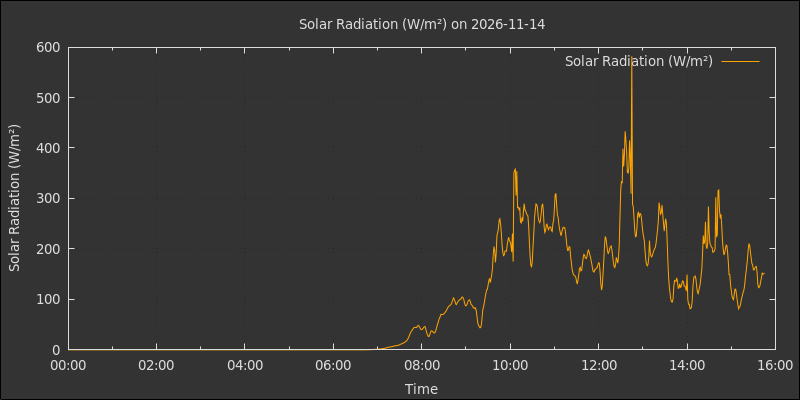 Solar Radiation (W/m²) on 2026-11-14
Solar Radiation (W/m²)
600
500
400
300
200
100
0
Solar Radiation (W/m²)
00:00 02:00 04:00 06:00 08:00 10:00 12:00 14:00 16:00
Time